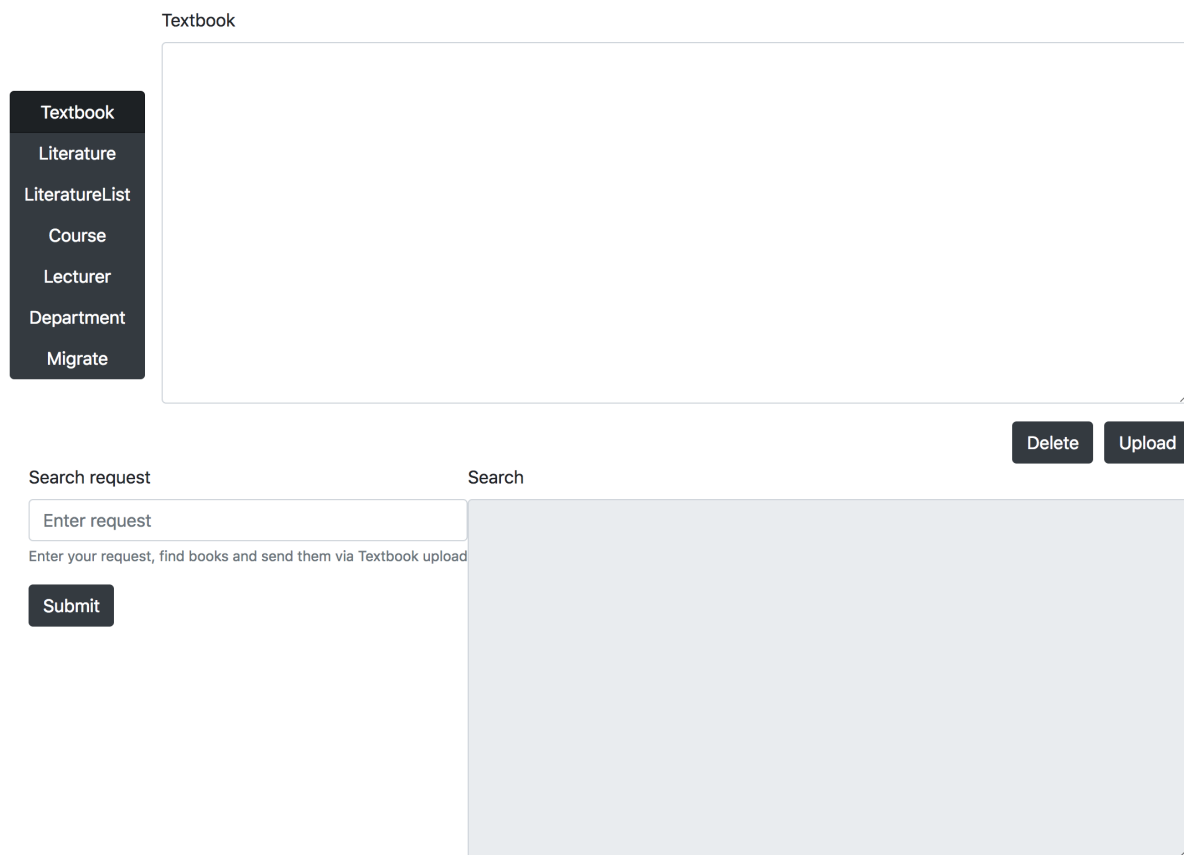 Textbook
Textbook
Literature
LiteratureList
Course
Lecturer
Department
Migrate
Delete
Upload
Search request
Enter request
Enter your request, find books and send them via Textbook upload
Submit
Search